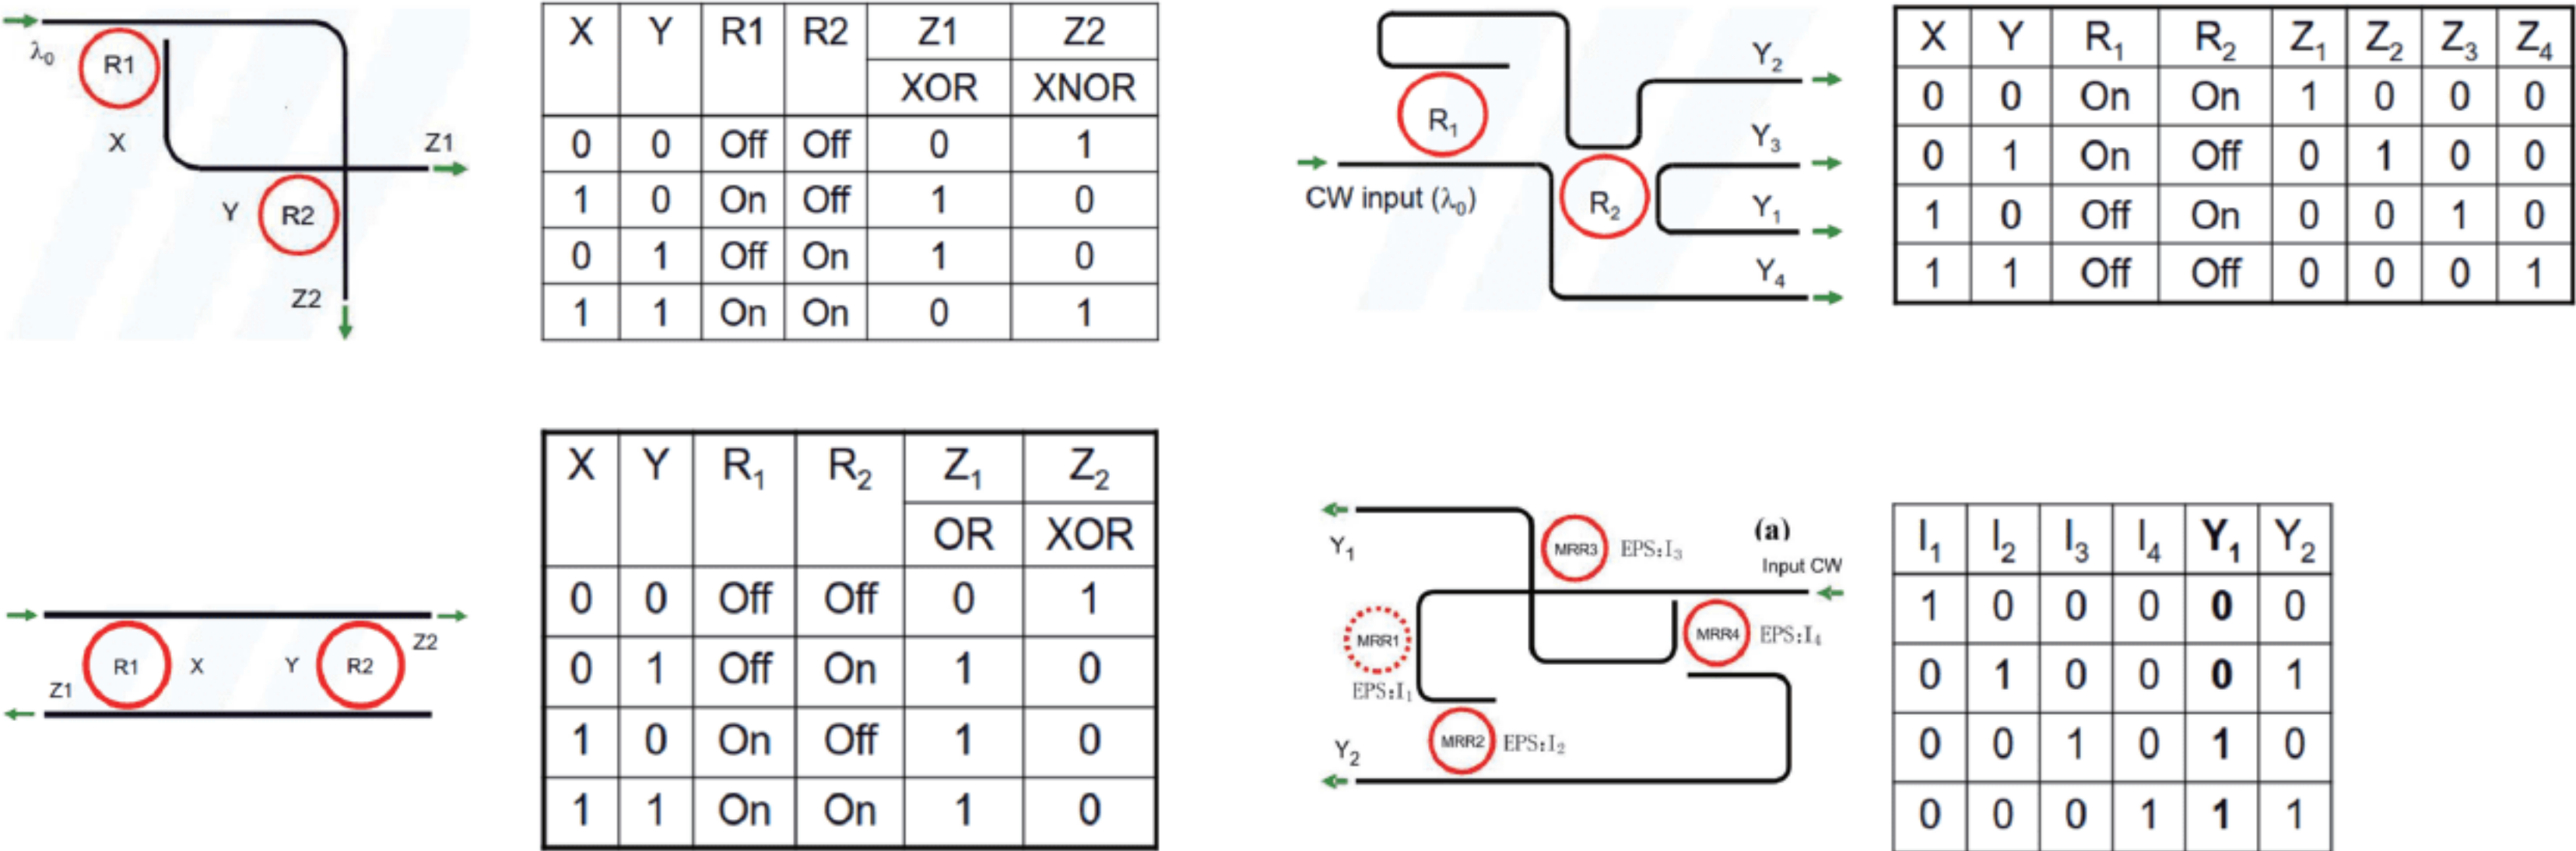 λ0
R1
X
Z1
Y
R2
Z2
X Y R1 R2 Z1 Z2
XOR XNOR
0 0 Off Off 0 1
1 0 On Off 1 0
0 1 Off On 1 0
1 1 On On 0 1
Y2
R1
Y3
CW input (λ0)
R2
Y1
Y4
X Y R1 R2 Z1 Z2 Z3 Z4
0 0 On On 1 0 0 0
0 1 On Off 0 1 0 0
1 0 Off On 0 0 1 0
1 1 Off Off 0 0 0 1
Z2
R1 X Y R2
Z1
X Y R1 R2 Z1 Z2
OR XOR
0 0 Off Off 0 1
0 1 Off On 1 0
1 0 On Off 1 0
1 1 On On 1 0
(a)
Y1
MRR3 EPS:I3
Input CW
MRR1
MRR4 EPS:I4
EPS:I1
Y2
MRR2 EPS:I2
I1 I2 I3 I4 Y1 Y2
1 0 0 0 0 0
0 1 0 0 0 1
0 0 1 0 1 0
0 0 0 1 1 1